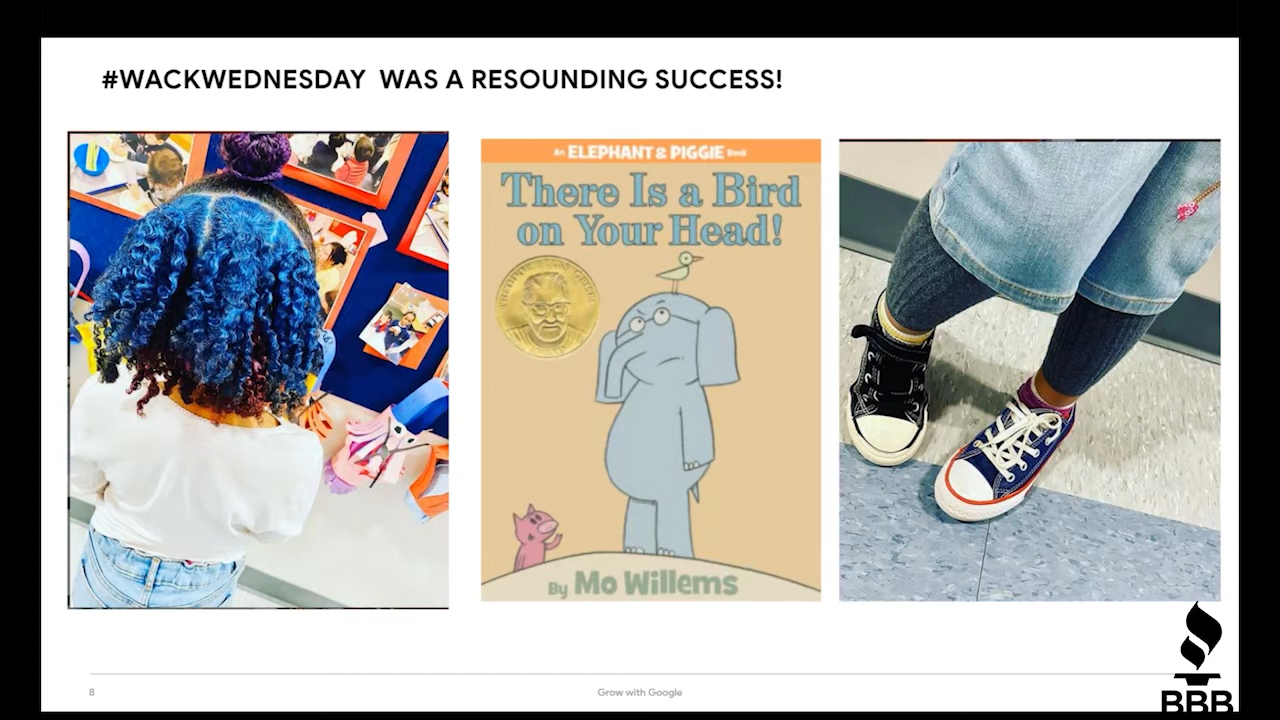 #WACKWEDNESDAY WAS A RESOUNDING SUCCESS!
An ELEPHANT & PIGGIE Book
There Is a Bird
on Your Head!
By Mo Willems
8
Grow with Google
BBB